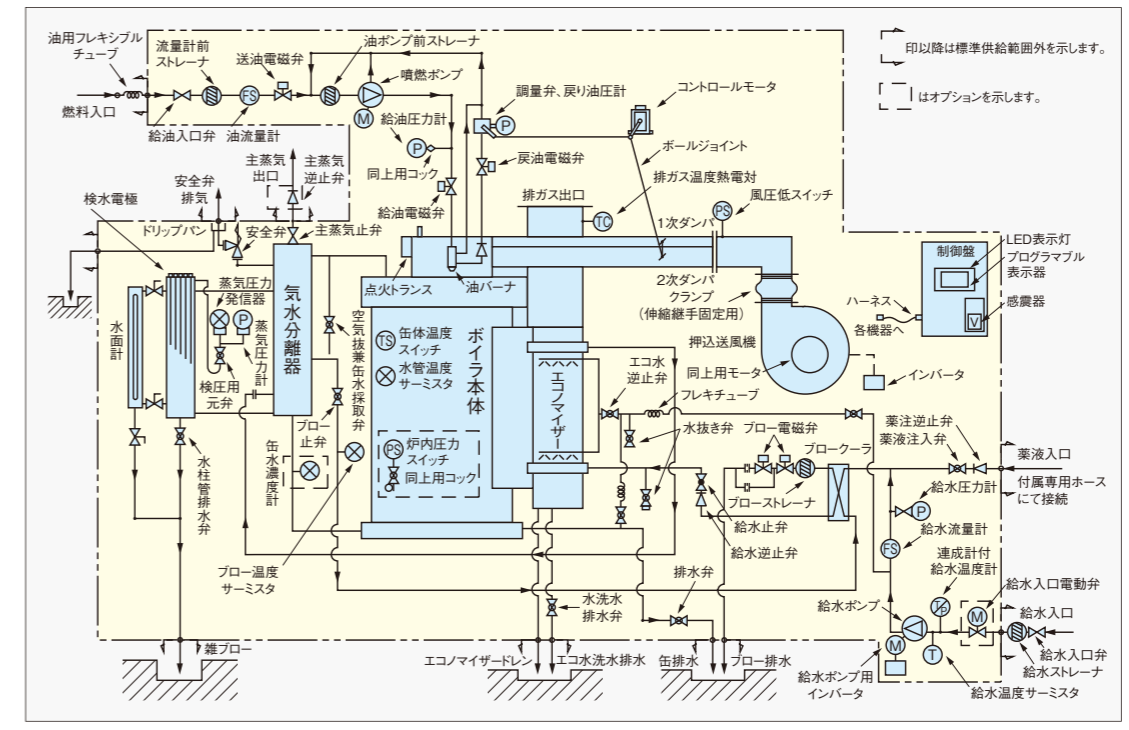 油用フレキシブル
チューブ
燃料入口
流量計前
ストレーナ
FS
給油入口弁
油流量計
送油電磁弁
油ポンプ前ストレーナ
噴燃ポンプ
M
給油圧力計
P
同上用コック
給油電磁弁
調量弁、戻り油圧計
P
戻油電磁弁
コントロールモータ
ボールジョイント
印以降は標準供給範囲外を示します。
はオプションを示します。
主蒸気
出口
主蒸気
逆止弁
安全弁
排気
検水電極
ドリップパン
安全弁
主蒸気止弁
排ガス出口
排ガス温度熱電対
TC
風圧低スイッチ
PS
1次ダンパ
2次ダンパ
クランプ
(伸縮継手固定用)
点火トランス
油バーナ
制御盤
LED表示灯
プログラマブル
表示器
感震器
V
ハーネス
各機器へ
押込送風機
同上用モータ
インバータ
水面計
蒸気圧力
発信器
P
蒸気圧力計
検圧用
元弁
気水分離器
空気抜兼缶水採取弁
TS
缶体温度
スイッチ
水管温度
サーミスタ
ボイラ本体
PS
炉内圧力
スイッチ
同上用コック
エコノマイザー
エコ水
逆止弁
フレキチューブ
水抜き弁
ブロー
止弁
缶水濃度計
水柱管排水弁
ブロー温度
サーミスタ
ブロー電磁弁
ブロークーラ
ブローストレーナ
給水止弁
給水逆止弁
薬注逆止弁
薬液注入弁
薬液入口
付属専用ホース
にて接続
給水圧力計
P
給水流量計
FS
連成計付
給水温度計
TP
給水入口電動弁
M
給水入口
給水ポンプ
M
T
給水入口弁
給水ストレーナ
給水温度サーミスタ
給水ポンプ用
インバータ
水洗水
排水弁
排水弁
雑ブロー
エコノマイザードレン
エコ水洗水排水
缶排水
ブロー排水